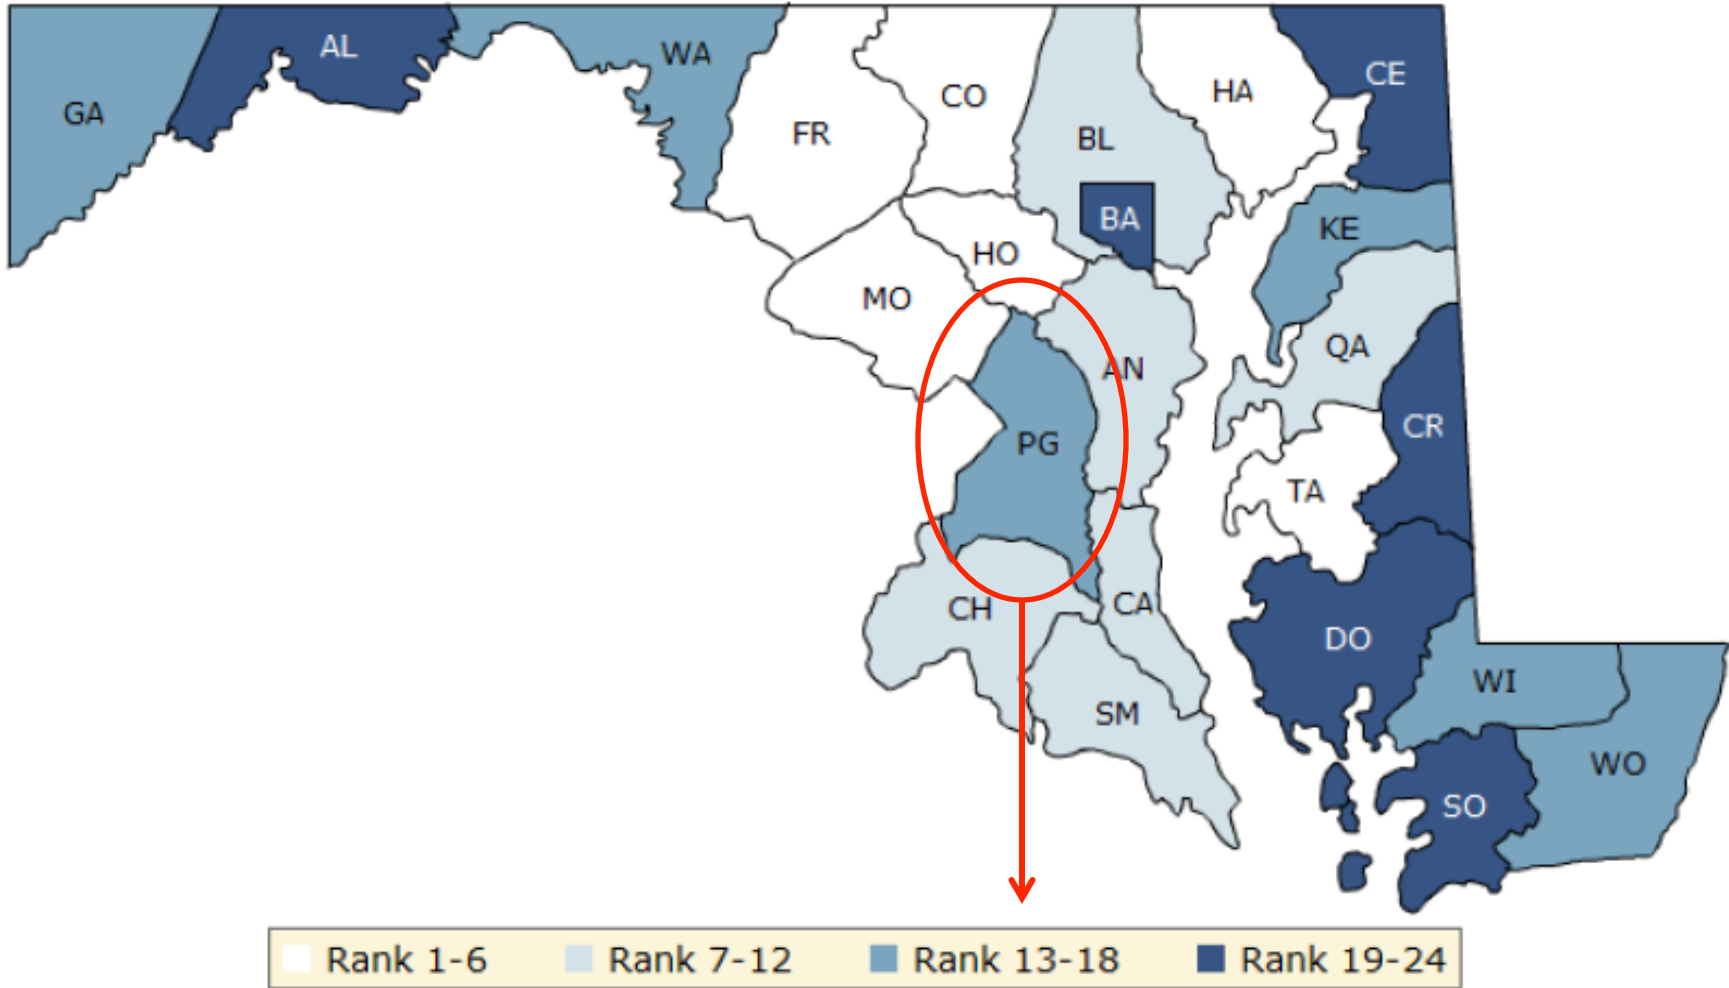 AL
WA
GA
FR
CO
BL
HA
CE
BA
KE
HO
MO
QA
AN
CR
PG
TA
CH
CA
DO
WI
SM
WO
SO
Rank 1-6 Rank 7-12 Rank 13-18 Rank 19-24